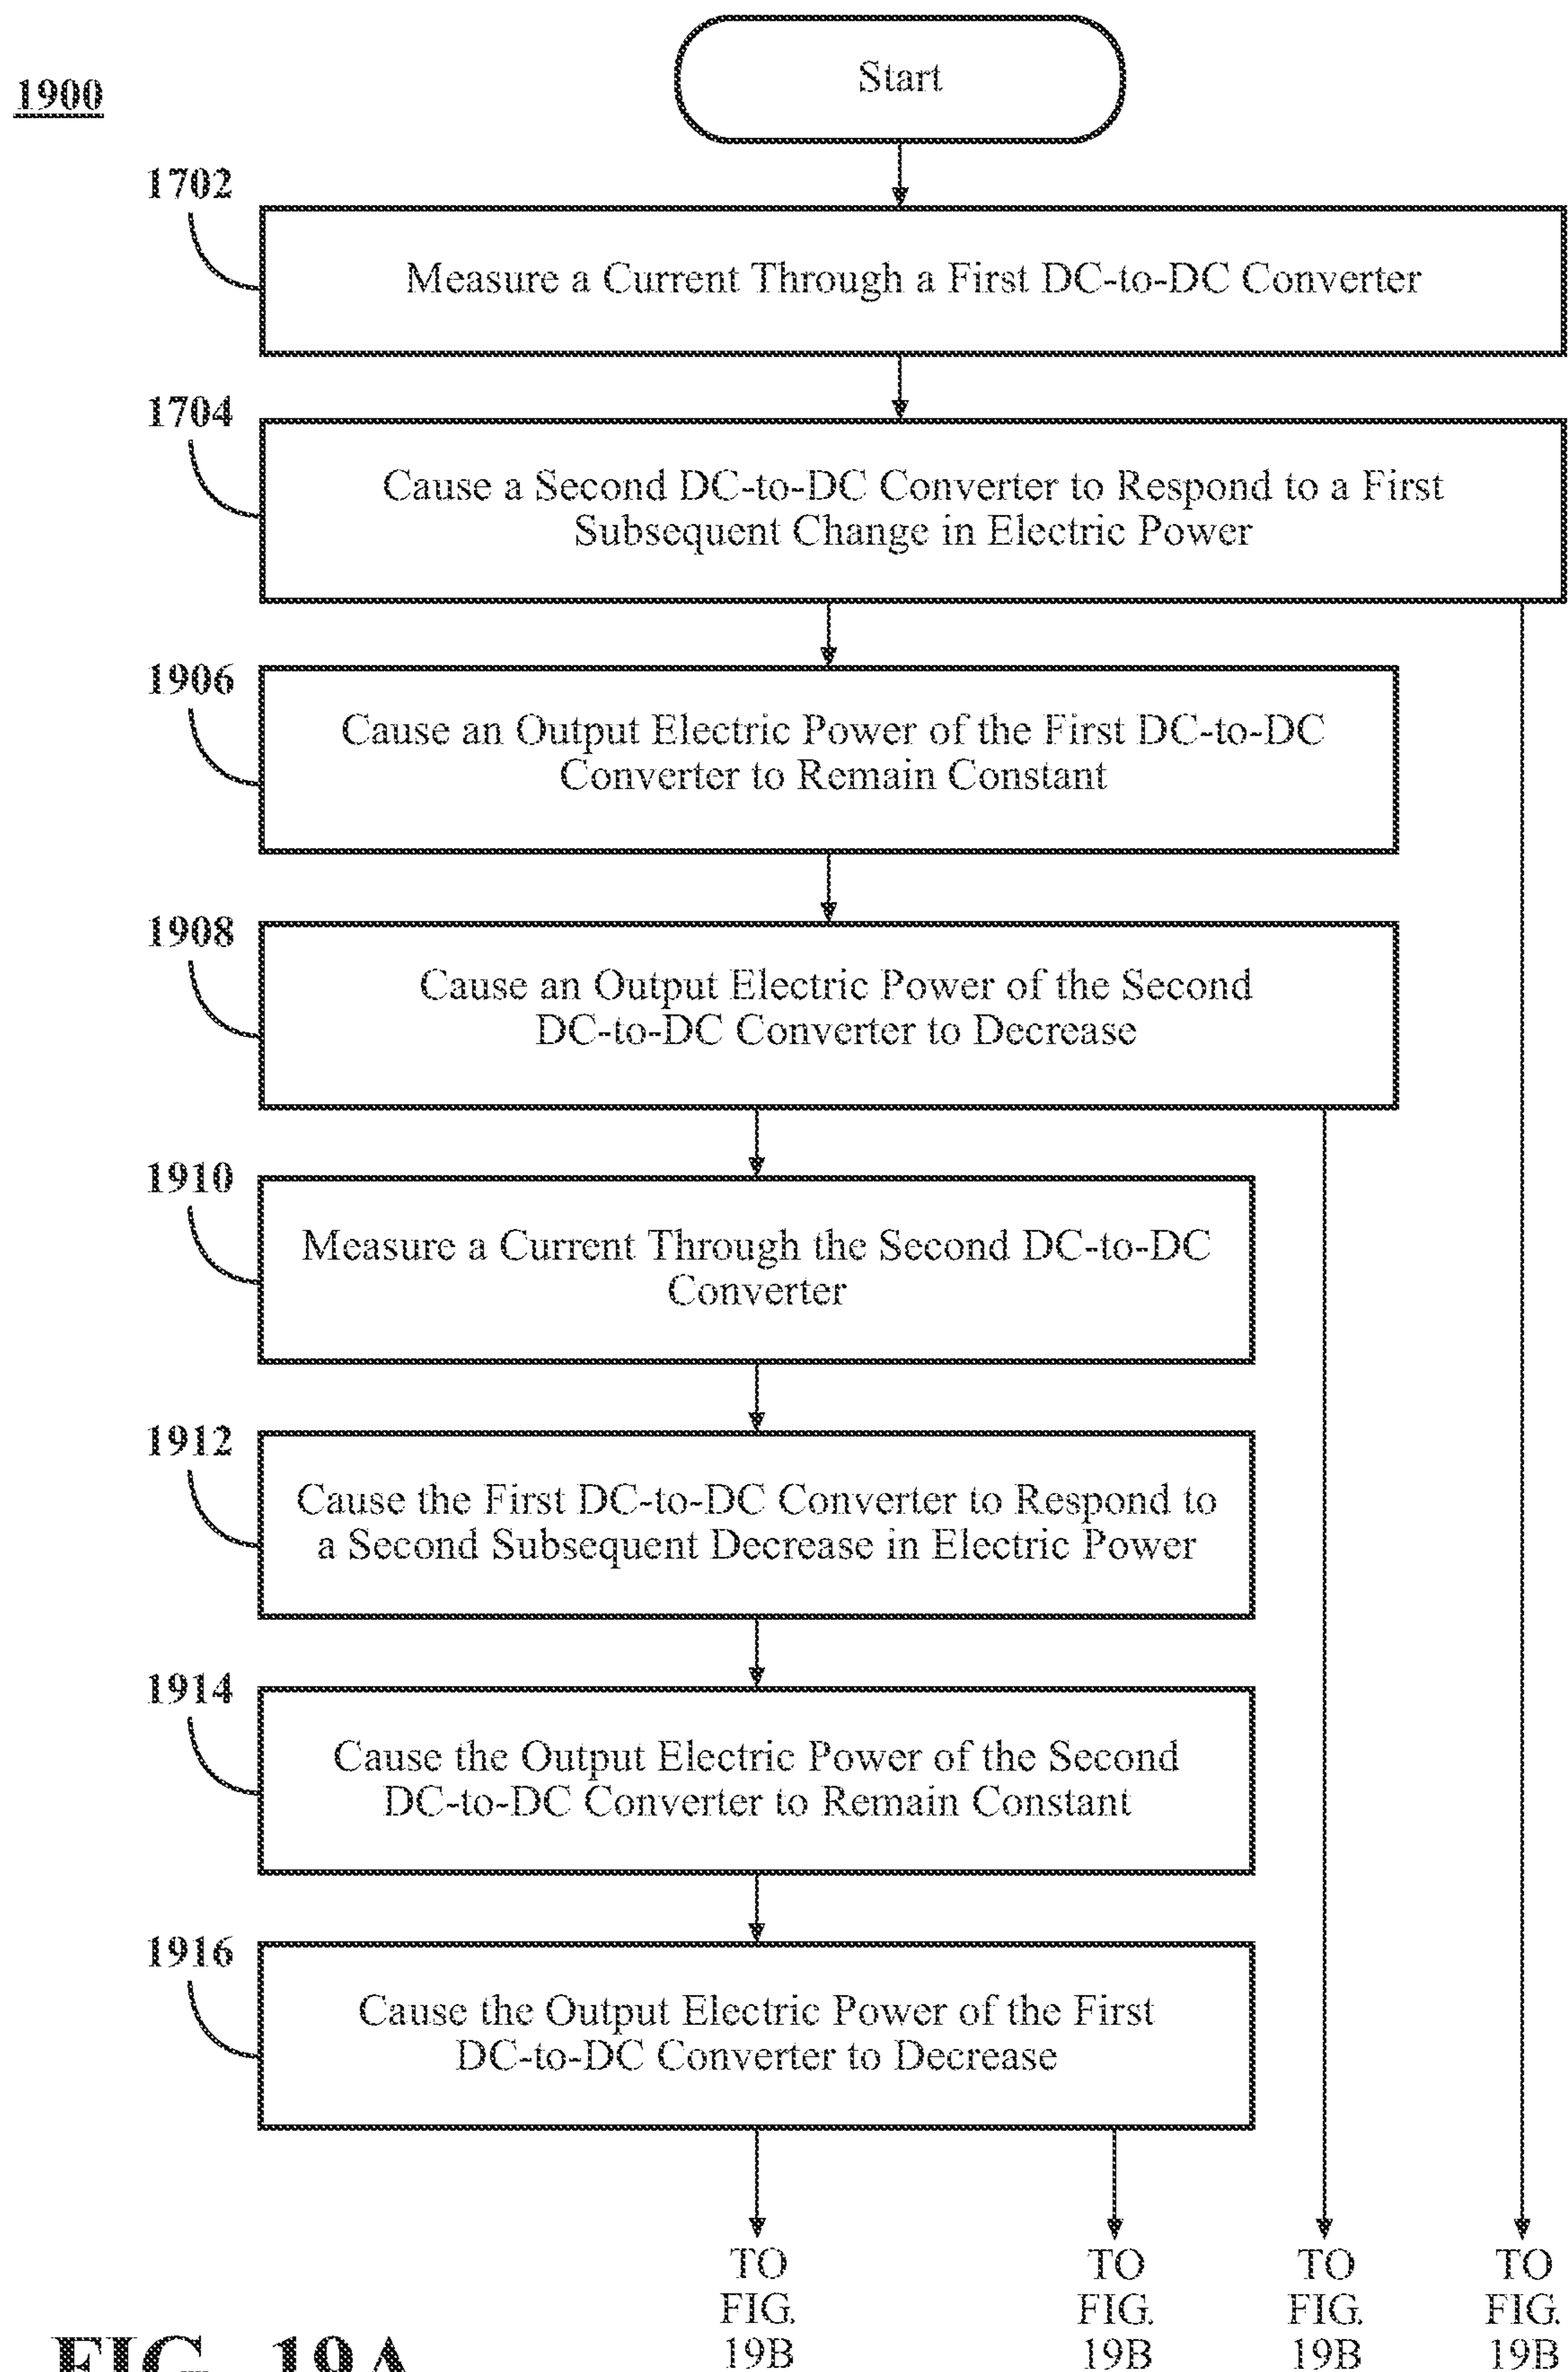 Start
1900
1702
Measure a Current Through a First DC-to-DC Converter
1704
Cause a Second DC-to-DC Converter to Respond to a First
Subsequent Change in Electric Power
1906
Cause an Output Electric Power of the First DC-to-DC
Converter to Remain Constant
1908
Cause an Output Electric Power of the Second
DC-to-DC Converter to Decrease
1910
Measure a Current Through the Second DC-to-DC
Converter
1912
Cause the First DC-to-DC Converter to Respond to
a Second Subsequent Decrease in Electric Power
1914
Cause the Output Electric Power of the Second
DC-to-DC Converter to Remain Constant
1916
Cause the Output Electric Power of the First
DC-to-DC Converter to Decrease
TO
FIG.
19B
TO
FIG.
19B
TO
FIG.
19B
TO
FIG.
19B
FIG. 19A